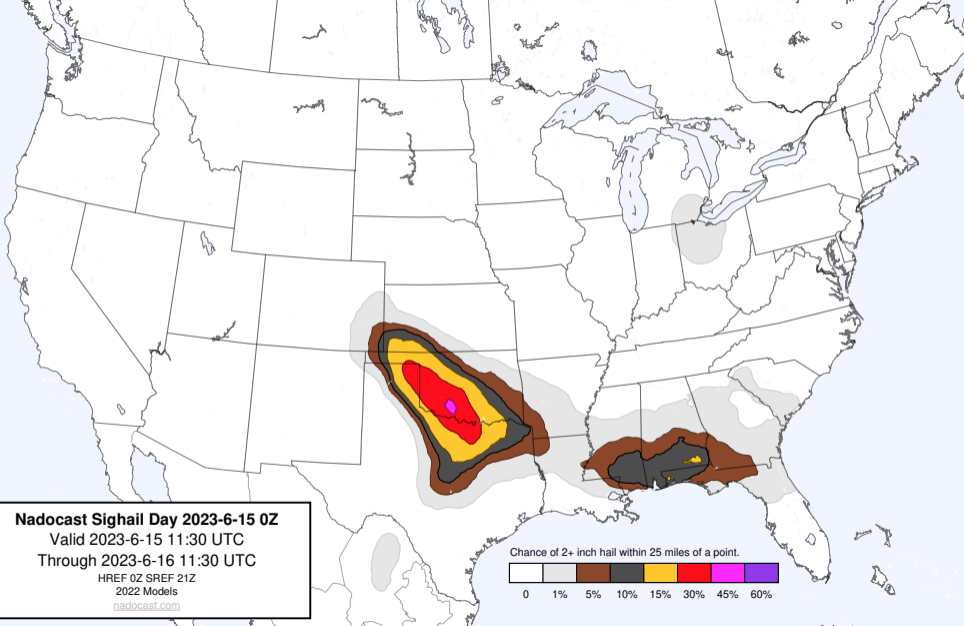 Nadocast Sighail Day 2023-6-15 0Z
Valid 2023-6-15 11:30 UTC
Through 2023-6-16 11:30 UTC
HREF 0Z SREF 21Z
2022 Models
nadocast.com
Chance of 2+ inch hail within 25 miles of a point.
0 1% 5% 10% 15% 30% 45% 60%